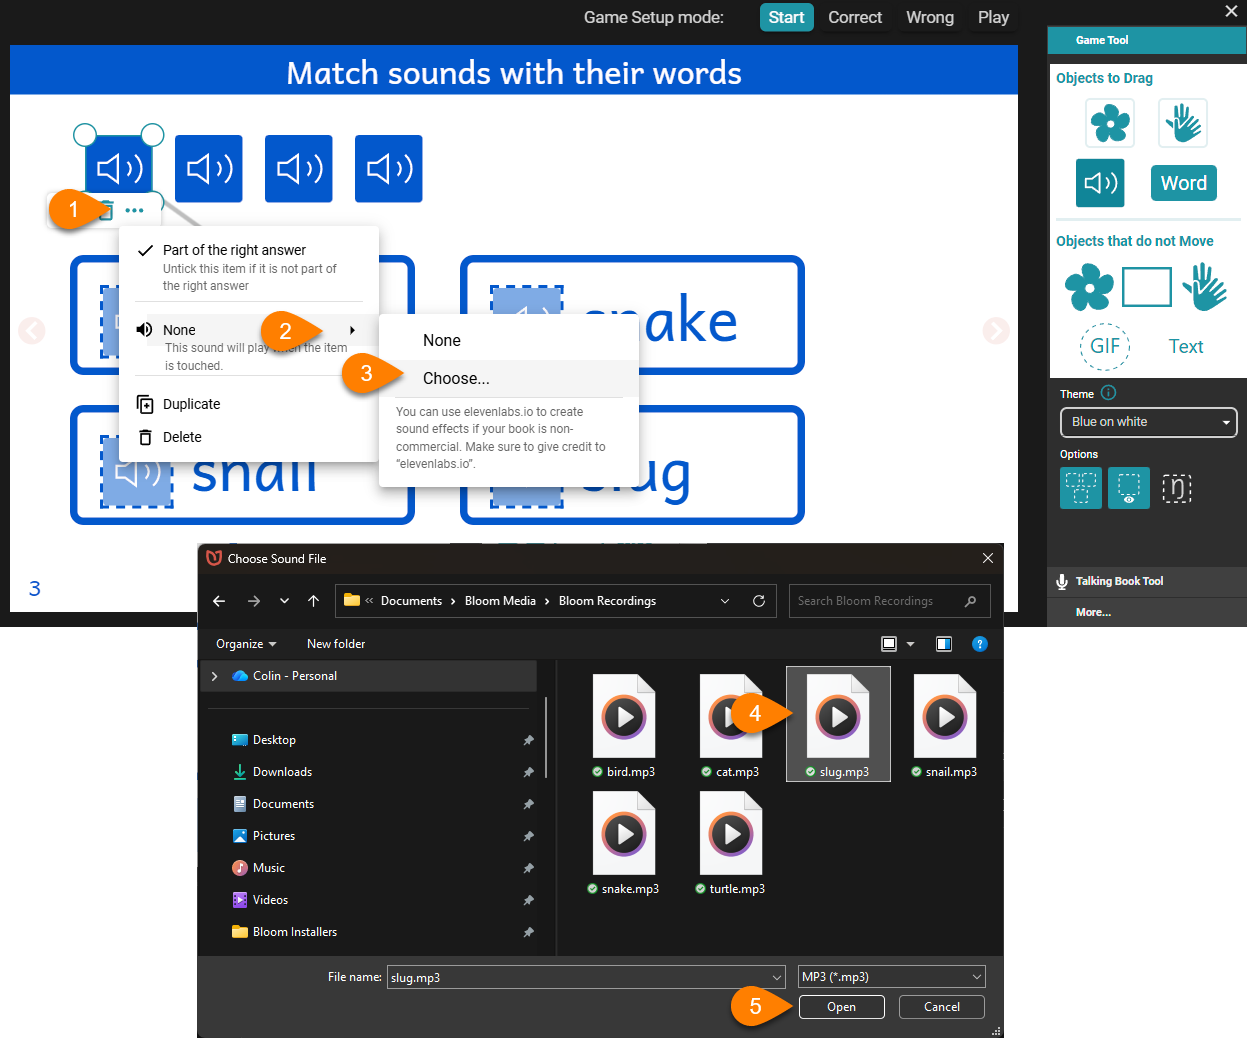 Game Setup mode: Start Correct Wrong Play
Game Tool
Match sounds with their words
Objects to Drag
Word
Objects that do not Move
GIF Text
Theme
Blue on white
Options
ŋ
Talking Book Tool
More...
1
Part of the right answer
Untick this item if it is not part of
the right answer
None
2
This sound will play when the item
is touched.
Duplicate
Delete
None
3
Choose...
You can use elevenlabs.io to create
sound effects if your book is non-
commercial. Make sure to give credit to
“elevenlabs.io”.
snake
snail
slug
3
Choose Sound File
Documents Bloom Media Bloom Recordings
Search Bloom Recordings
Organize New folder
Colin - Personal
Desktop
Downloads
Documents
Pictures
Music
Videos
Bloom Installers
4
bird.mp3 cat.mp3 slug.mp3 snail.mp3
snake.mp3 turtle.mp3
File name: slug.mp3 MP3 (*.mp3)
5
Open Cancel